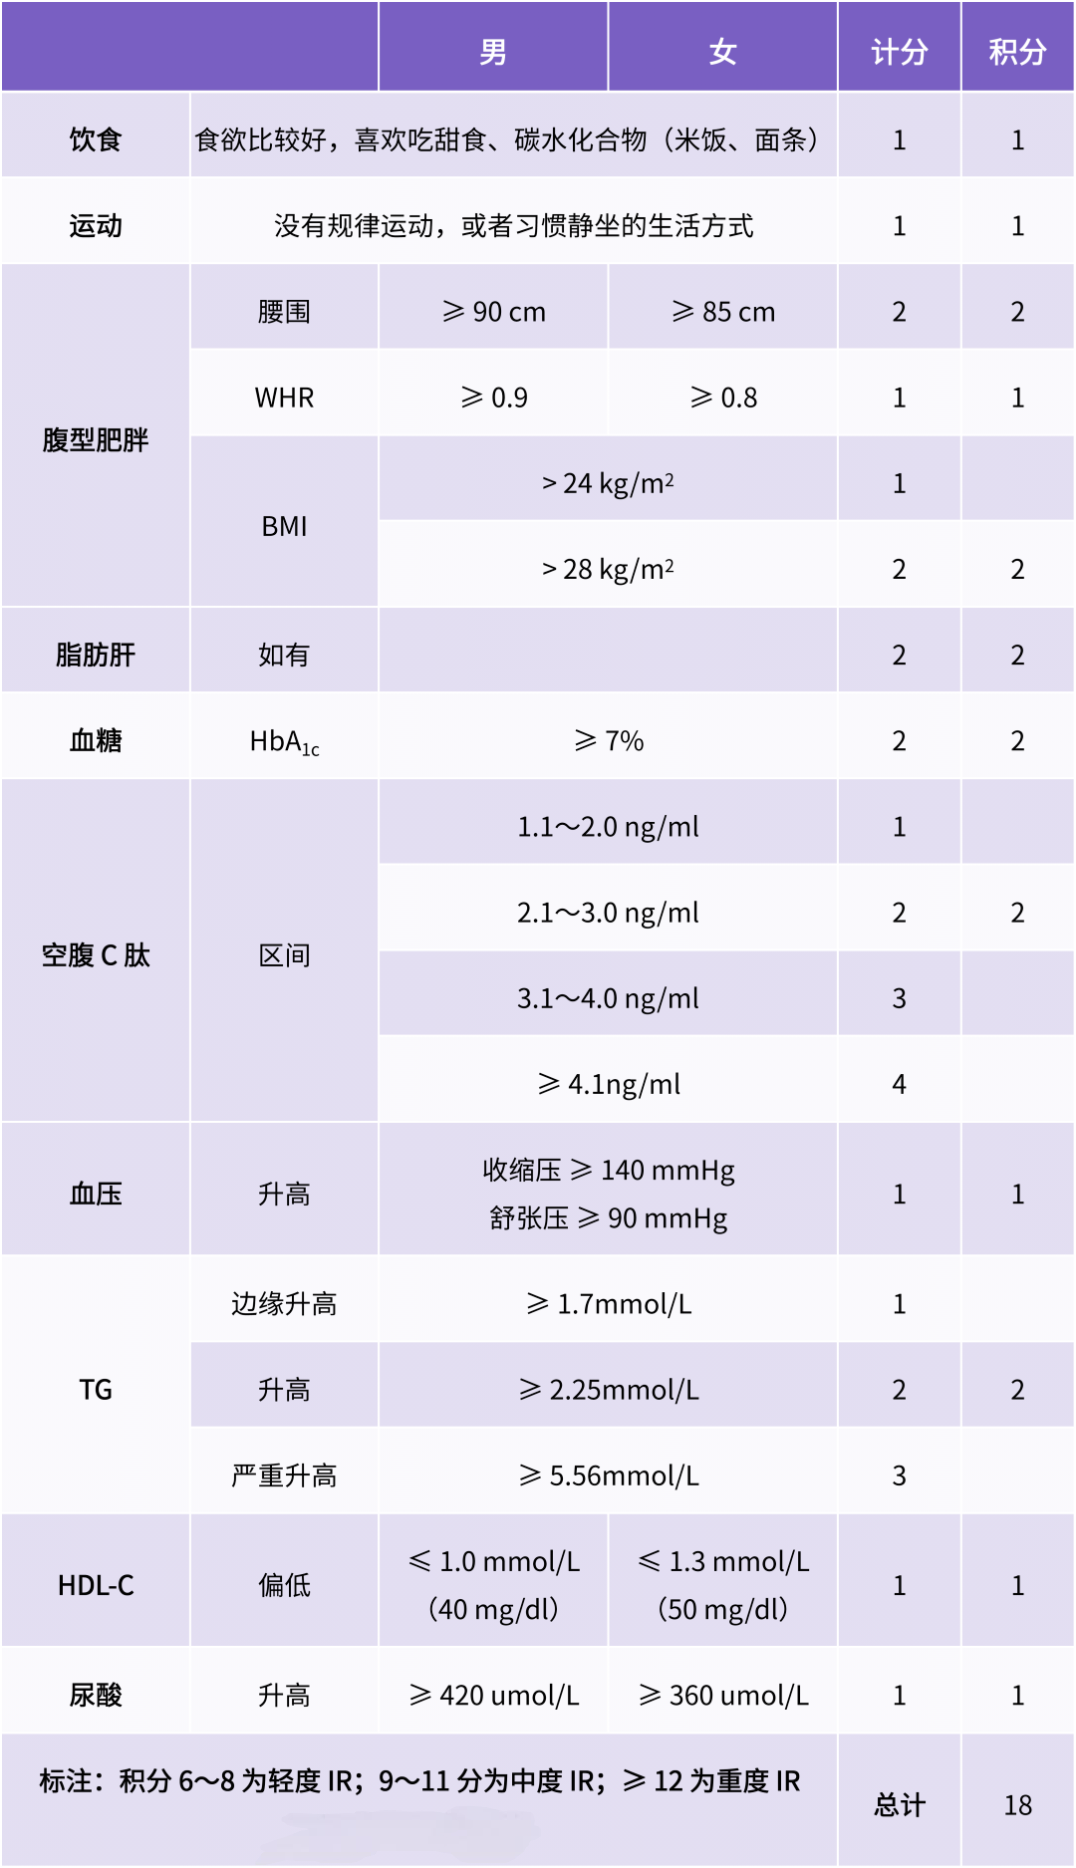 男 女 计分 积分
饮食 食欲比较好，喜欢吃甜食、碳水化合物（米饭、面条） 1 1
运动 没有规律运动，或者习惯静坐的生活方式 1 1
腹型肥胖 腰围 ≥ 90 cm ≥ 85 cm 2 2
WHR ≥ 0.9 ≥ 0.8 1 1
BMI > 24 kg/m² 1
> 28 kg/m² 2 2
脂肪肝 如有 2 2
血糖 HbA₁c ≥ 7% 2 2
空腹 C 肽 区间 1.1～2.0 ng/ml 1
2.1～3.0 ng/ml 2 2
3.1～4.0 ng/ml 3
≥ 4.1ng/ml 4
血压 升高 收缩压 ≥ 140 mmHg
舒张压 ≥ 90 mmHg 1 1
TG 边缘升高 ≥ 1.7mmol/L 1
升高 ≥ 2.25mmol/L 2 2
严重升高 ≥ 5.56mmol/L 3
HDL-C 偏低 ≤ 1.0 mmol/L ≤ 1.3 mmol/L 1 1
（40 mg/dl） （50 mg/dl）
尿酸 升高 ≥ 420 umol/L ≥ 360 umol/L 1 1
标注：积分 6～8 为轻度 IR；9～11 分为中度 IR；≥ 12 为重度 IR
总计 18